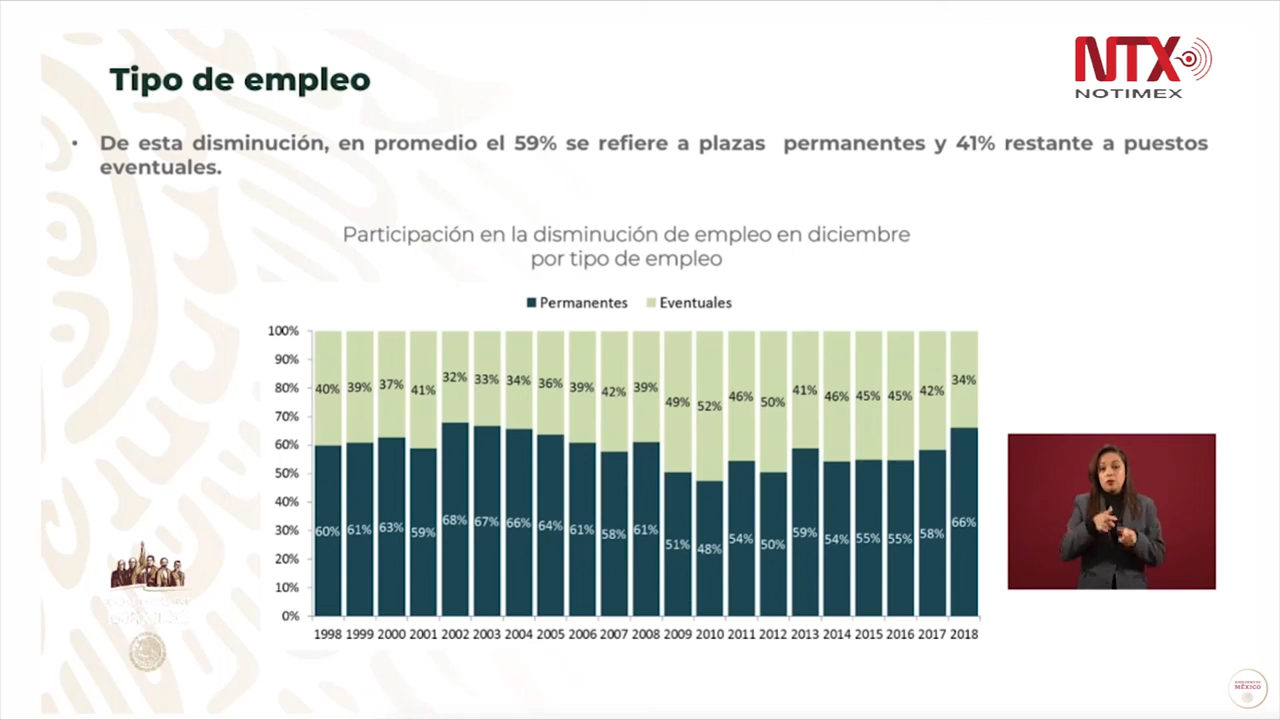 NTX
NOTIMEX
Tipo de empleo
• De esta disminución, en promedio el 59% se refiere a plazas permanentes y 41% restante a puestos
eventuales.
Participación en la disminución de empleo en diciembre
por tipo de empleo
Permanentes Eventuales
100%
90%
80%
70%
60%
50%
40%
30%
20%
10%
0%
40% 39% 37% 41% 32% 33% 34% 36% 39% 42% 39% 49% 52% 46% 50% 41% 46% 45% 45% 42% 34%
60% 61% 63% 59% 68% 67% 66% 64% 61% 58% 61% 51% 48% 54% 50% 59% 54% 55% 55% 58% 66%
1998 1999 2000 2001 2002 2003 2004 2005 2006 2007 2008 2009 2010 2011 2012 2013 2014 2015 2016 2017 2018
GOBIERNO DE
MÉXICO